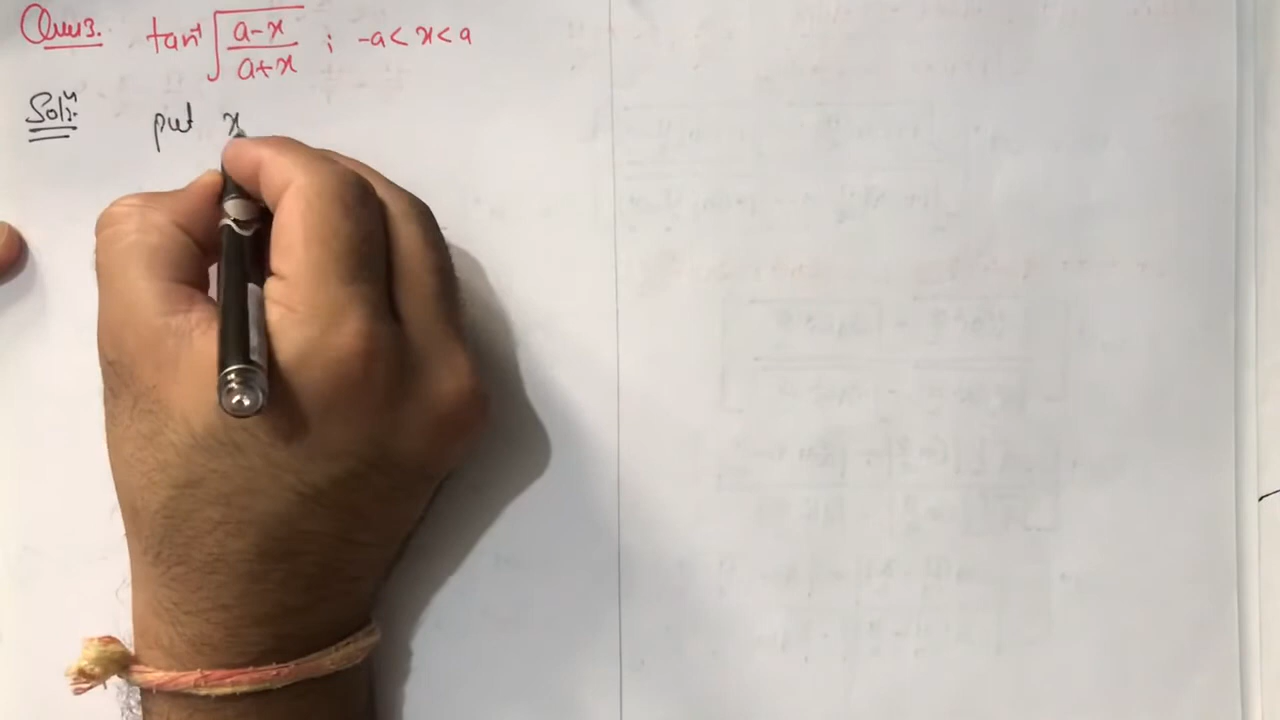 Ques. tan⁻¹√(a-x)/(a+x) ; -a < x < a
Solⁿ: put x